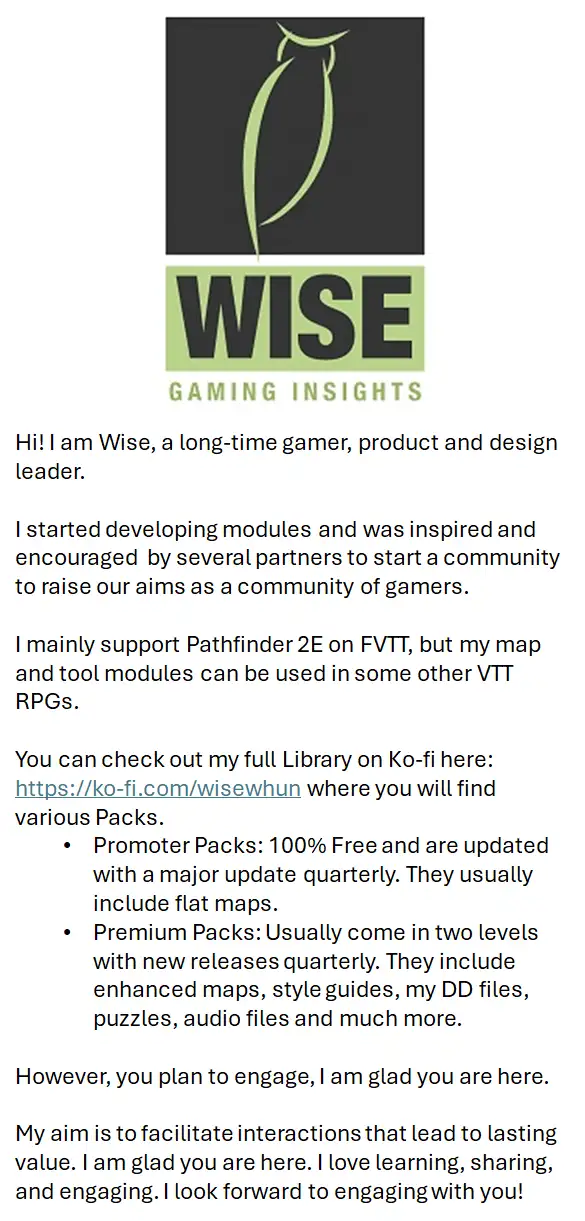 WISE
GAMING INSIGHTS
Hi! I am Wise, a long-time gamer, product and design
leader.
I started developing modules and was inspired and
encouraged by several partners to start a community
to raise our aims as a community of gamers.
I mainly support Pathfinder 2E on FVTT, but my map
and tool modules can be used in some other VTT
RPGs.
You can check out my full Library on Ko-fi here:
https://ko-fi.com/wisewhun where you will find
various Packs.
• Promoter Packs: 100% Free and are updated
with a major update quarterly. They usually
include flat maps.
• Premium Packs: Usually come in two levels
with new releases quarterly. They include
enhanced maps, style guides, my DD files,
puzzles, audio files and much more.
However, you plan to engage, I am glad you are here.
My aim is to facilitate interactions that lead to lasting
value. I am glad you are here. I love learning, sharing,
and engaging. I look forward to engaging with you!